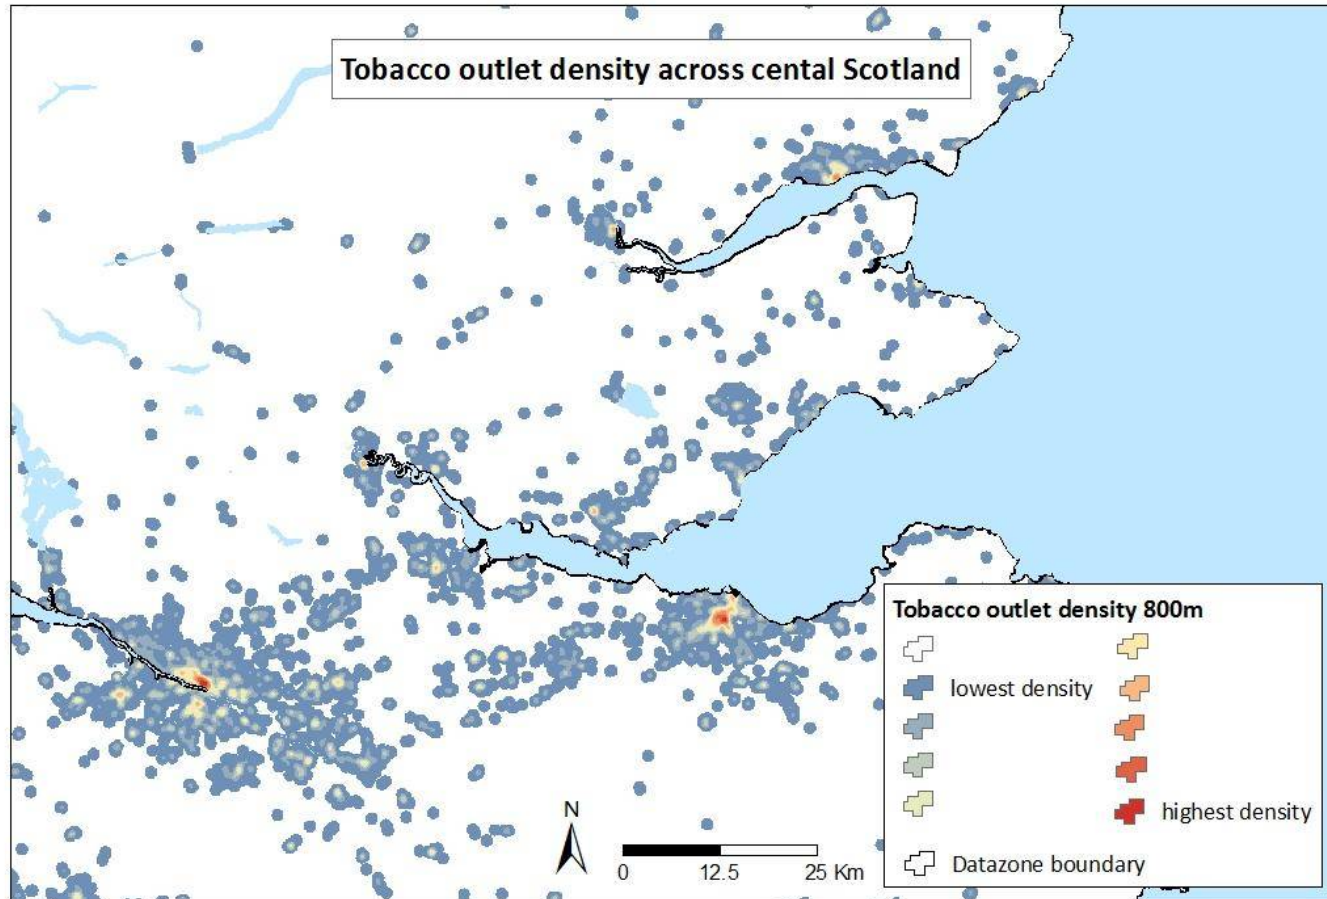 Tobacco outlet density across cental Scotland
Tobacco outlet density 800m
lowest density
highest density
Datazone boundary
N
0 12.5 25 Km